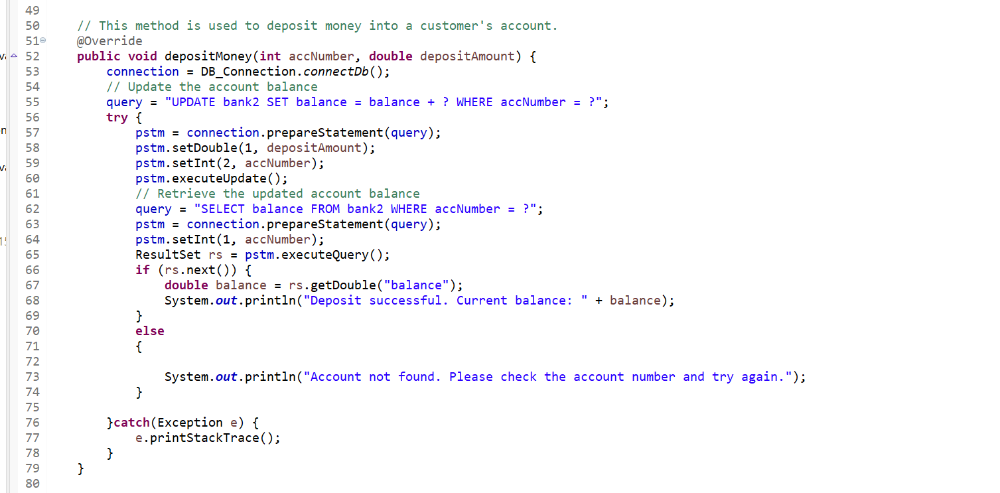 49
50 // This method is used to deposit money into a customer's account.
51 @Override
52 public void depositMoney(int accNumber, double depositAmount) {
53 connection = DB_Connection.connectDb();
54 // Update the account balance
55 query = "UPDATE bank2 SET balance = balance + ? WHERE accNumber = ?";
56 try {
57 pstm = connection.prepareStatement(query);
58 pstm.setDouble(1, depositAmount);
59 pstm.setInt(2, accNumber);
60 pstm.executeUpdate();
61 // Retrieve the updated account balance
62 query = "SELECT balance FROM bank2 WHERE accNumber = ?";
63 pstm = connection.prepareStatement(query);
64 pstm.setInt(1, accNumber);
65 ResultSet rs = pstm.executeQuery();
66 if (rs.next()) {
67 double balance = rs.getDouble("balance");
68 System.out.println("Deposit successful. Current balance: " + balance);
69 }
70 else
71 {
72
73 System.out.println("Account not found. Please check the account number and try again.");
74 }
75
76 }catch(Exception e) {
77 e.printStackTrace();
78 }
79 }
80